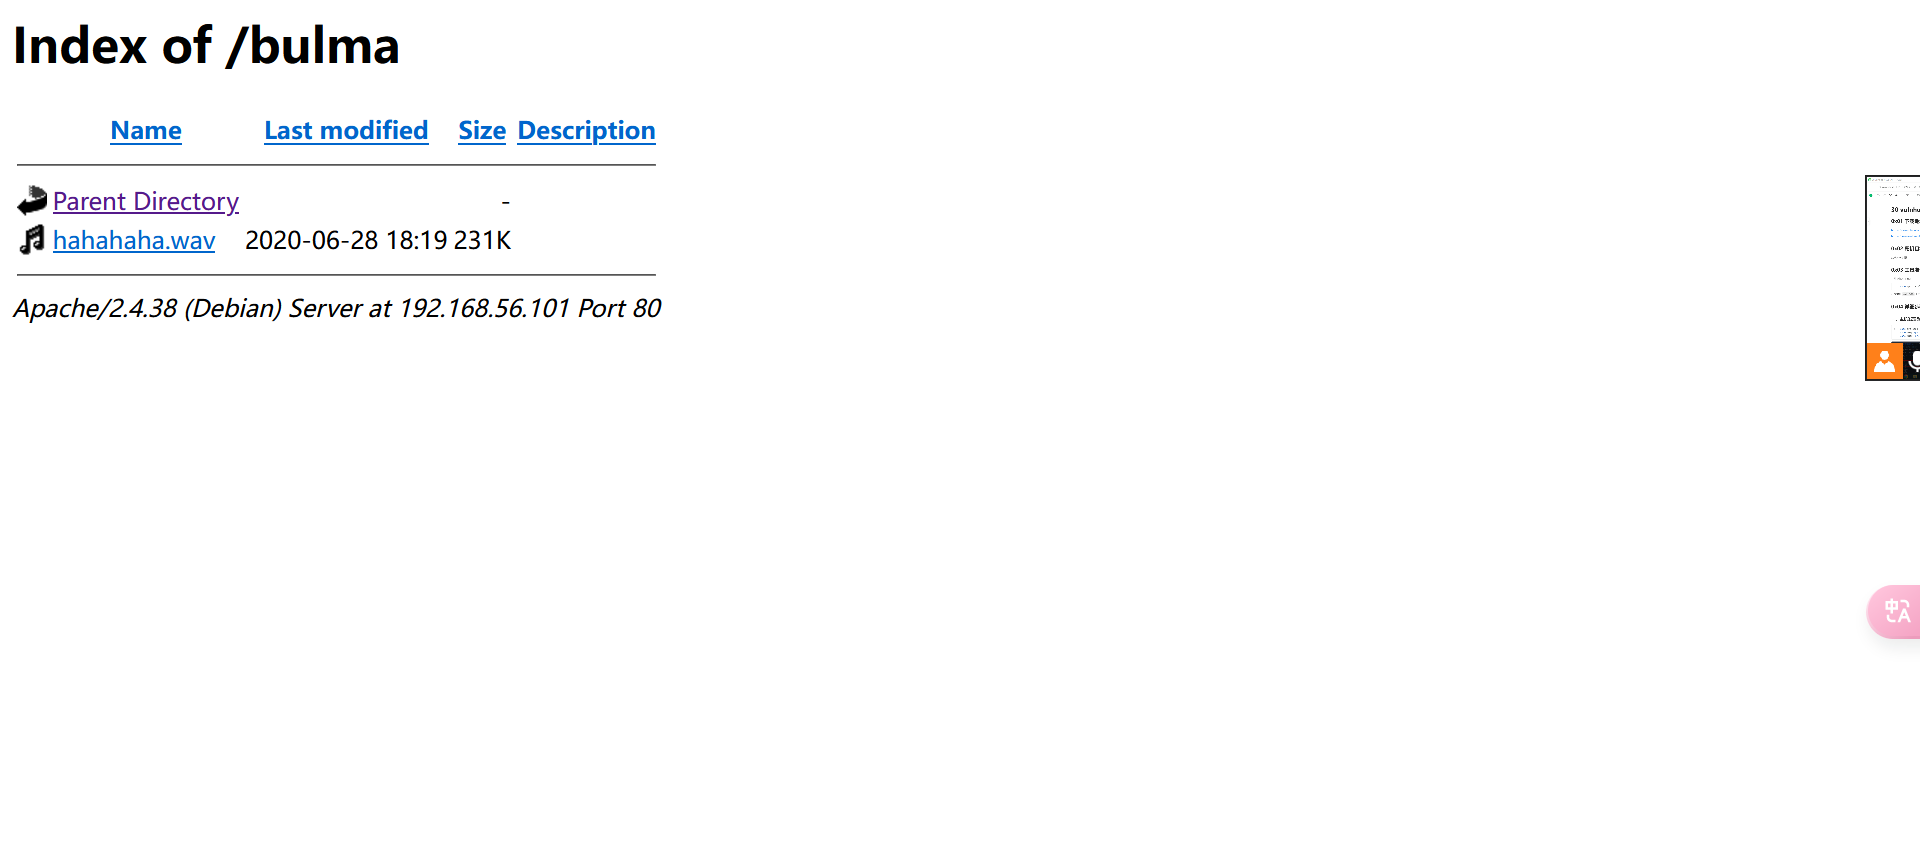 Index of /bulma
Name Last modified Size Description
Parent Directory -
hahahaha.wav 2020-06-28 18:19 231K
Apache/2.4.38 (Debian) Server at 192.168.56.101 Port 80
中A